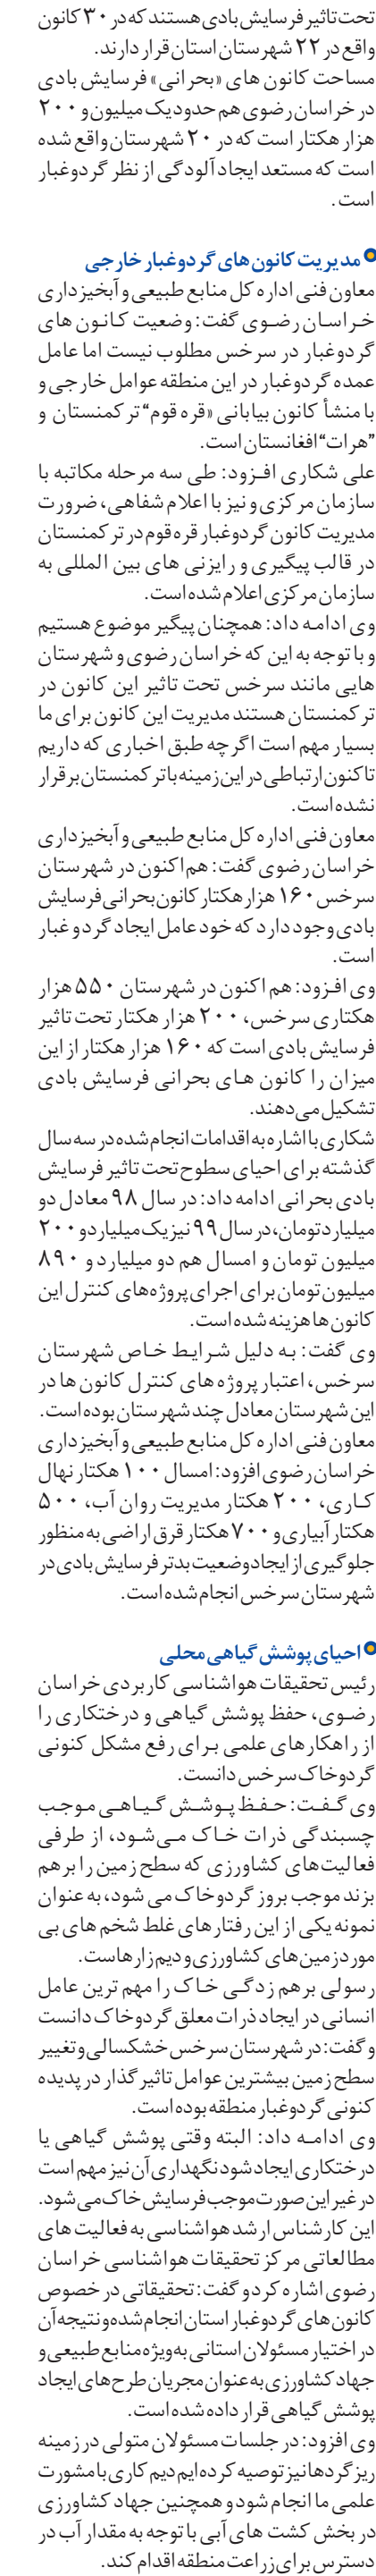 تحت تاثیر فرسایش بادی هستند که در ۳۰ کانون
واقع در ۲۲ شهرستان استان قرار دارند.
مساحت کانون های «بحرانی» فرسایش بادی
در خراسان رضوی هم حدود یک میلیون و ۲۰۰
هزار هکتار است که در ۲۰ شهرستان واقع شده
است که مستعد ایجاد آلودگی از نظر گردوغبار
است.
مدیریت کانون های گردوغبار خارجی
معاون فنی اداره کل منابع طبیعی و آبخیزداری
خراسان رضوی گفت: وضعیت کانون های
گردوغبار در سرخس مطلوب نیست اما عامل
عمده گردوغبار در این منطقه عوامل خارجی و
با منشأ کانون بیابانی «قره قوم“ ترکمنستان و
”هرات“ افغانستان است.
علی شکاری افزود: طی سه مرحله مکاتبه با
سازمان مرکزی و نیز با اعلام شفاهی، ضرورت
مدیریت کانون گردوغبار قره قوم در ترکمنستان
در قالب پیگیری و رایزنی های بین المللی به
سازمان مرکزی اعلام شده است.
وی ادامه داد: همچنان پیگیر موضوع هستیم
و با توجه به این که خراسان رضوی و شهرستان
هایی مانند سرخس تحت تاثیر این کانون در
ترکمنستان هستند مدیریت این کانون برای ما
بسیار مهم است اگرچه طبق اخباری که داریم
تاکنون ارتباطی در این زمینه با ترکمنستان برقرار
نشده است.
معاون فنی اداره کل منابع طبیعی و آبخیزداری
خراسان رضوی گفت: هم اکنون در شهرستان
سرخس ۱۶۰ هزار هکتار کانون بحرانی فرسایش
بادی وجود دارد که خود عامل ایجاد گرد و غبار
است.
وی افزود: هم اکنون در شهرستان ۵۵۰ هزار
هکتاری سرخس، ۲۰۰ هزار هکتار تحت تاثیر
فرسایش بادی است که ۱۶۰ هزار هکتار از این
میزان را کانون های بحرانی فرسایش بادی
تشکیل می‌دهند.
شکاری با اشاره به اقدامات انجام شده در سه سال
گذشته برای احیای سطوح تحت تاثیر فرسایش
بادی بحرانی ادامه داد: در سال ۹۸ معادل دو
میلیارد تومان، در سال ۹۹ نیز یک میلیارد و ۲۰۰
میلیون تومان و امسال هم دو میلیارد و ۸۹۰
میلیون تومان برای اجرای پروژه‌های کنترل این
کانون ها هزینه شده است.
وی گفت: به دلیل شرایط خاص شهرستان
سرخس، اعتبار پروژه های کنترل کانون ها در
این شهرستان معادل چند شهرستان بوده است.
معاون فنی اداره کل منابع طبیعی و آبخیزداری
خراسان رضوی افزود: امسال ۱۰۰ هکتار نهال
کاری، ۲۰۰ هکتار مدیریت روان آب، ۵۰۰
هکتار آبیاری و ۷۰۰ هکتار قرق اراضی به منظور
جلوگیری از ایجاد وضعیت بدتر فرسایش بادی در
شهرستان سرخس انجام شده است.
احیای پوشش گیاهی محلی
رئیس تحقیقات هواشناسی کاربردی خراسان
رضوی، حفظ پوشش گیاهی و درختکاری را
از راهکارهای علمی برای رفع مشکل کنونی
گردوخاک سرخس دانست.
وی گفت: حفظ پوشش گیاهی موجب
چسبندگی ذرات خاک می‌شود، از طرفی
فعالیت‌های کشاورزی که سطح زمین را برهم
بزند موجب بروز گردوخاک می شود، به عنوان
نمونه یکی از این رفتارهای غلط شخم های بی
مورد زمین های کشاورزی و دیم زارهاست.
رسولی برهم زدگی خاک را مهم ترین عامل
انسانی در ایجاد ذرات معلق گردوخاک دانست
و گفت: در شهرستان سرخس خشکسالی و تغییر
سطح زمین بیشترین عوامل تاثیرگذار در پدیده
کنونی گردوغبار منطقه بوده است.
وی ادامه داد: البته وقتی پوشش گیاهی یا
درختکاری ایجاد شود نگهداری آن نیز مهم است
در غیر این صورت موجب فرسایش خاک می شود.
این کارشناس ارشد هواشناسی به فعالیت های
مطالعاتی مرکز تحقیقات هواشناسی خراسان
رضوی اشاره کرد و گفت: تحقیقاتی در خصوص
کانون های گردوغبار استان انجام شده و نتیجه آن
در اختیار مسئولان استانی به‌ویژه منابع طبیعی و
جهاد کشاورزی به عنوان مجریان طرح های ایجاد
پوشش گیاهی قرار داده شده است.
وی افزود: در جلسات مسئولان متولی در زمینه
ریزگردها نیز توصیه کرده ایم دیم کاری با مشورت
علمی ما انجام شود و همچنین جهاد کشاورزی
در بخش کشت های آبی با توجه به مقدار آب در
دسترس برای زراعت منطقه اقدام کند.